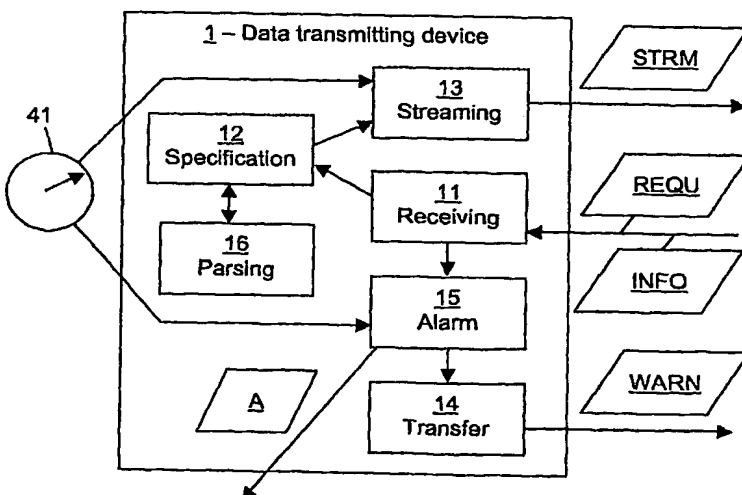 1 – Data transmitting device
STRM
13
Streaming
41
12
Specification
REQU
11
Receiving
16
Parsing
INFO
15
Alarm
A
WARN
14
Transfer